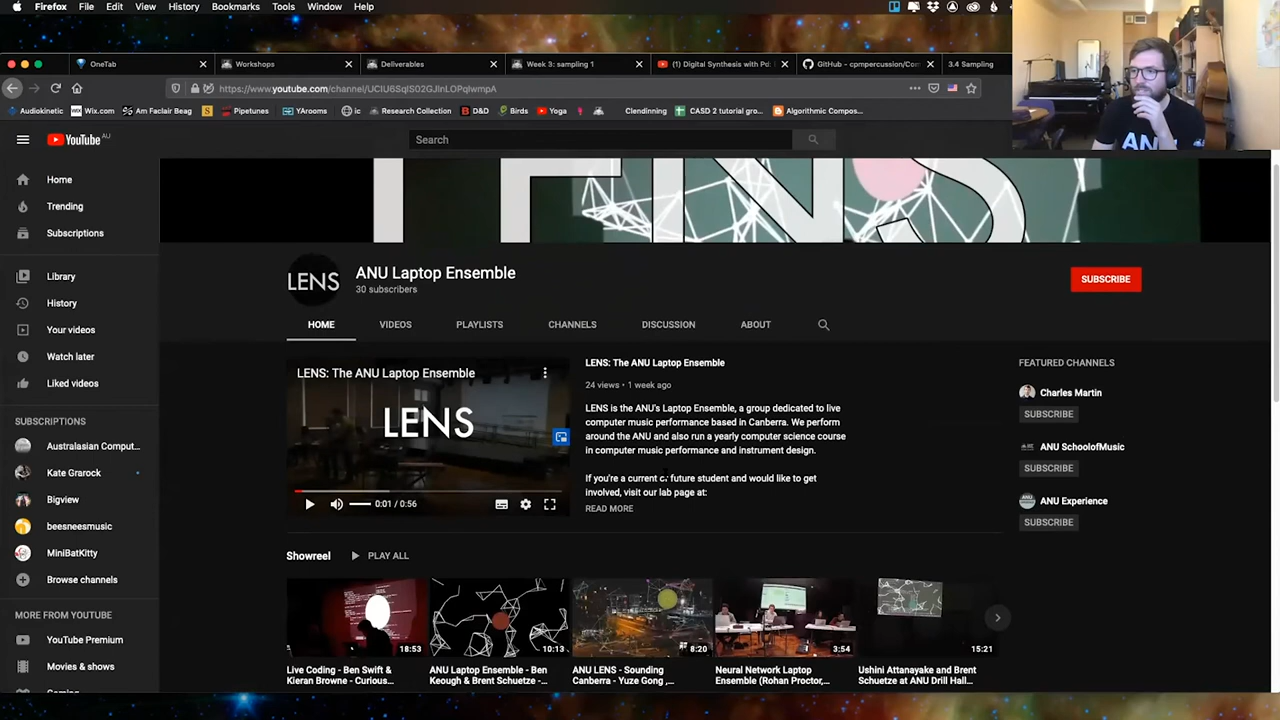 Firefox File Edit View History Bookmarks Tools Window Help
OneTab Workshops Deliverables Week 3: sampling 1 (1) Digital Synthesis with Pd: GitHub - cpmpercussion/Com 3.4 Sampling
https://www.youtube.com/channel/
Audiokinetic Wix.com Am Faclair Beag Pipetunes YArooms ic Research Collection D&D Birds Yoga Clendinning CASD 2 tutorial gro... Algorithmic Compos...
YouTube AU
Search
ANU
Home
Trending
Subscriptions
Library
History
Your videos
Watch later
Liked videos
SUBSCRIPTIONS
Australasian Comput...
Kate Grarock
Bigview
beesneesmusic
MiniBatKitty
Browse channels
MORE FROM YOUTUBE
YouTube Premium
Movies & shows
Gaming
LENS
LENS
ANU Laptop Ensemble
30 subscribers
SUBSCRIBE
HOME VIDEOS PLAYLISTS CHANNELS DISCUSSION ABOUT
LENS: The ANU Laptop Ensemble
LENS
0:01 / 0:56
LENS: The ANU Laptop Ensemble
24 views • 1 week ago
LENS is the ANU's Laptop Ensemble, a group dedicated to live
computer music performance based in Canberra. We perform
around the ANU and also run a yearly computer science course
in computer music performance and instrument design.
If you're a current or future student and would like to get
involved, visit our lab page at:
READ MORE
FEATURED CHANNELS
Charles Martin
SUBSCRIBE
ANU SchoolofMusic
SUBSCRIBE
ANU Experience
SUBSCRIBE
Showreel PLAY ALL
18:53 10:13 8:20 3:54 15:21
Live Coding - Ben Swift &
Kieran Browne - Curious...
ANU Laptop Ensemble - Ben
Keough & Brent Schuetze-...
ANU LENS - Sounding
Canberra - Yuze Gong ,...
Neural Network Laptop
Ensemble (Rohan Proctor,...
Ushini Attanayake and Brent
Schuetze at ANU Drill Hall...